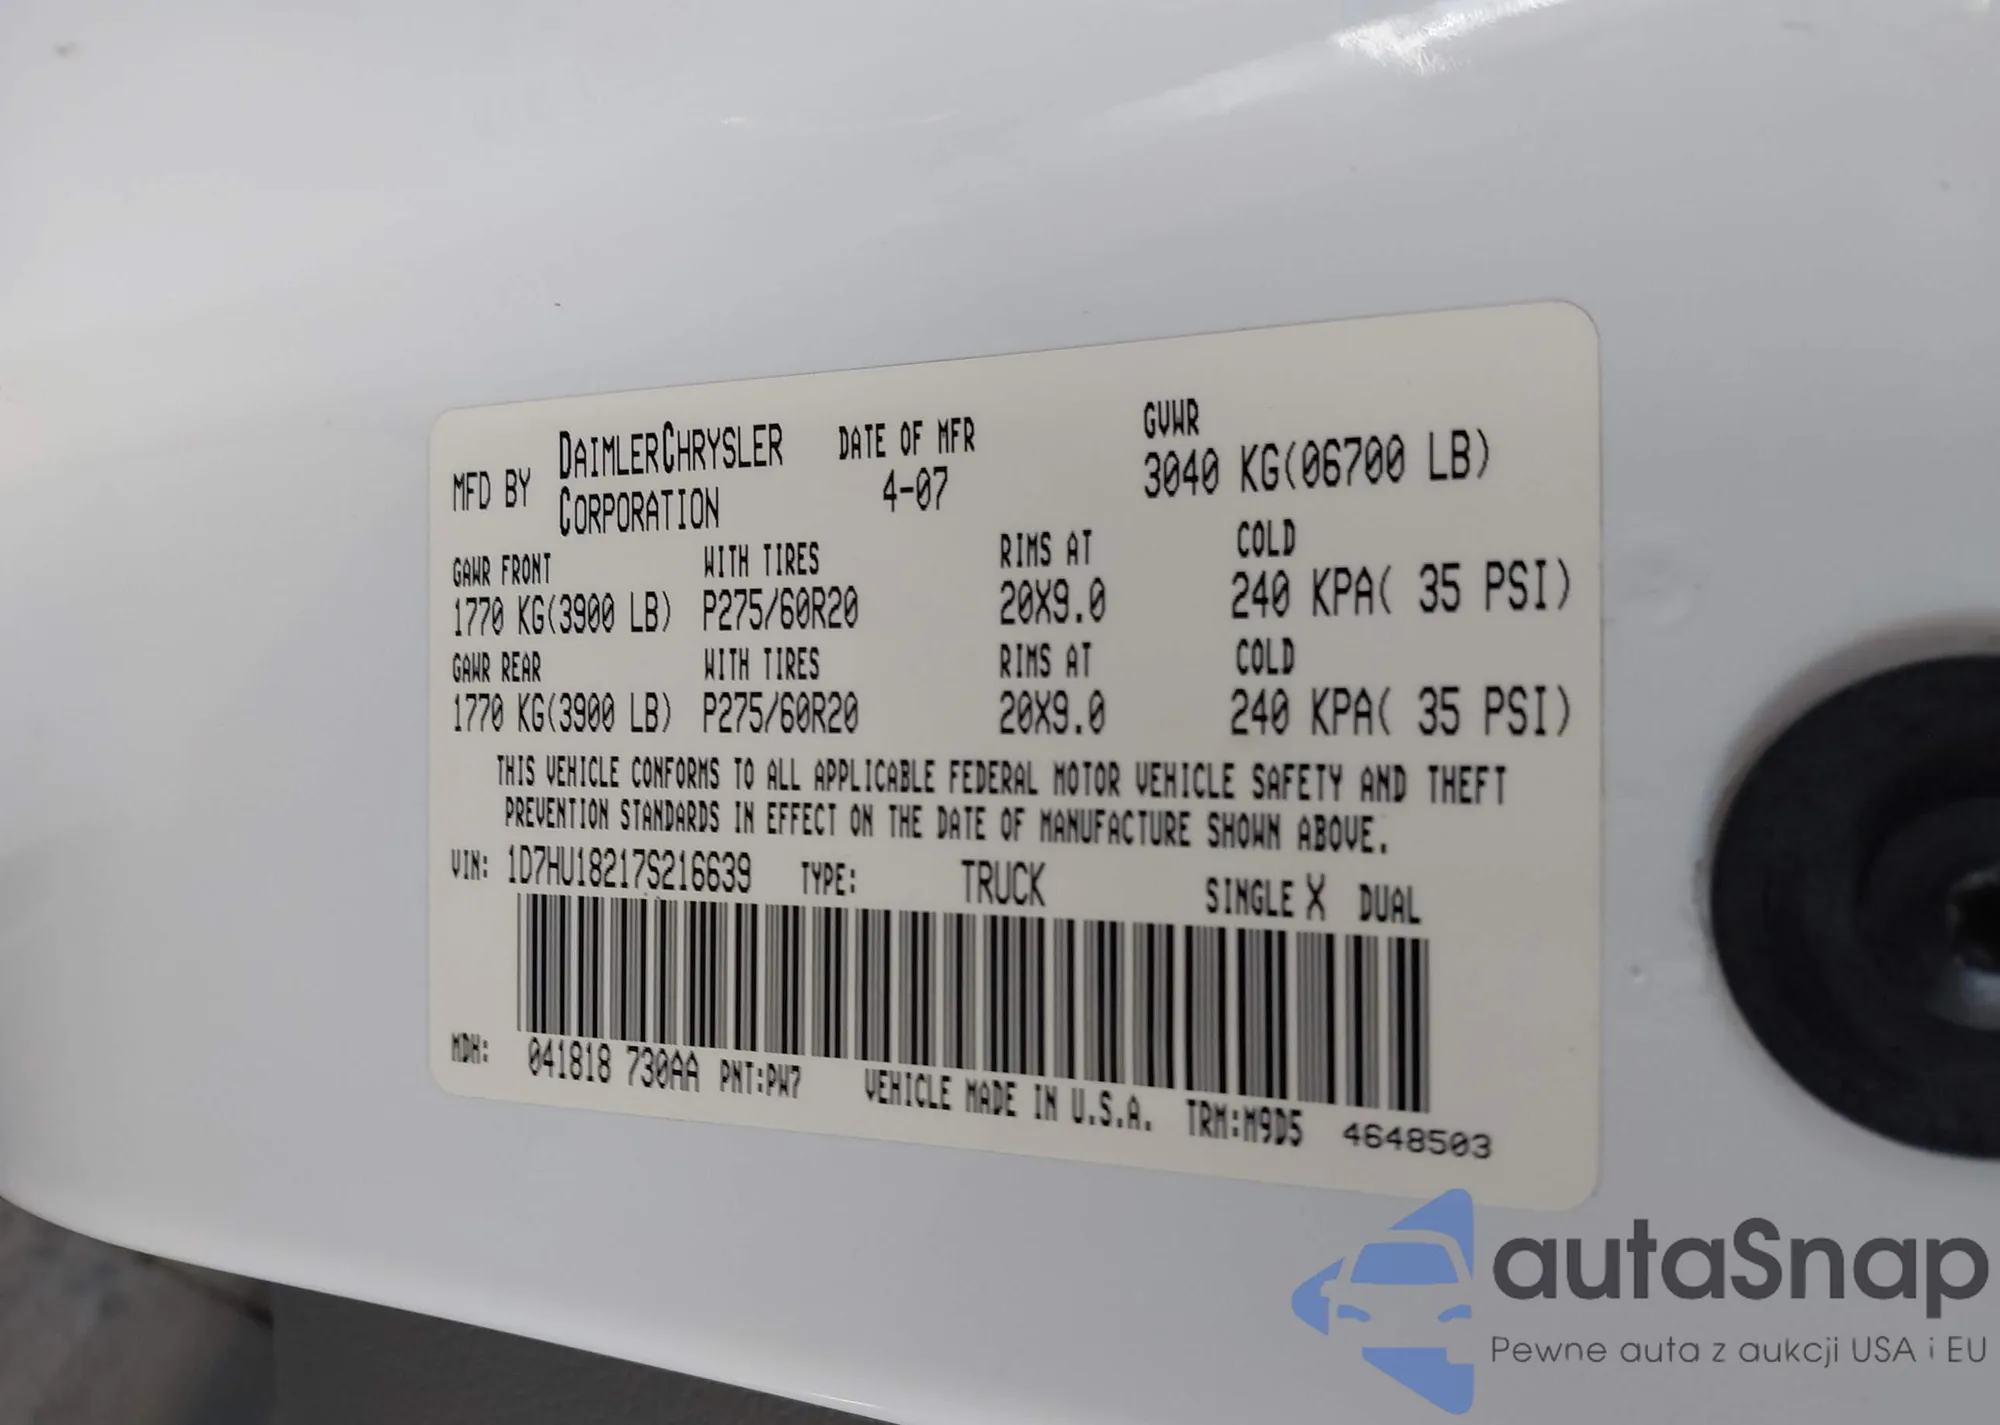 MFD BY DAIMLERCHRYSLER CORPORATION DATE OF MFR 4-07 GVWR 3040 KG(06700 LB)
GAWR FRONT WITH TIRES RIMS AT COLD
1770 KG(3900 LB) P275/60R20 20X9.0 240 KPA( 35 PSI)
GAWR REAR WITH TIRES RIMS AT COLD
1770 KG(3900 LB) P275/60R20 20X9.0 240 KPA( 35 PSI)
THIS VEHICLE CONFORMS TO ALL APPLICABLE FEDERAL MOTOR VEHICLE SAFETY AND THEFT
PREVENTION STANDARDS IN EFFECT ON THE DATE OF MANUFACTURE SHOWN ABOVE.
VIN: 1D7HU18217S216639 TYPE: TRUCK SINGLE X DUAL
MDH: 041818 730AA PNT:PW7 VEHICLE MADE IN U.S.A. TRM:M9D5 4648503
autaSnap
Pewne auta z aukcji USA i EU